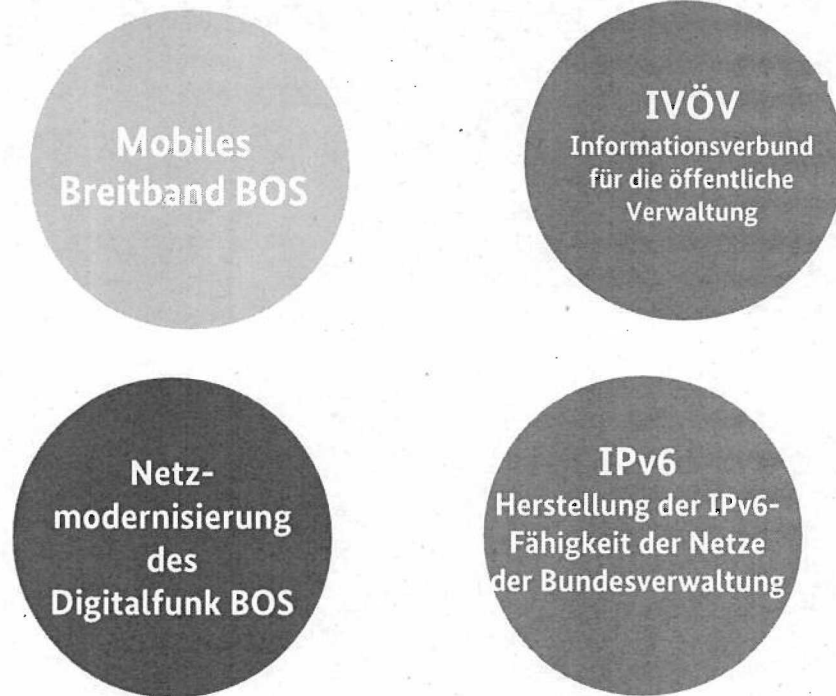 Mobiles
Breitband BOS
IVÖV
Informationsverbund
für die öffentliche
Verwaltung
Netz-
modernisierung
des
Digitalfunk BOS
IPv6
Herstellung der IPv6-
Fähigkeit der Netze
der Bundesverwaltung